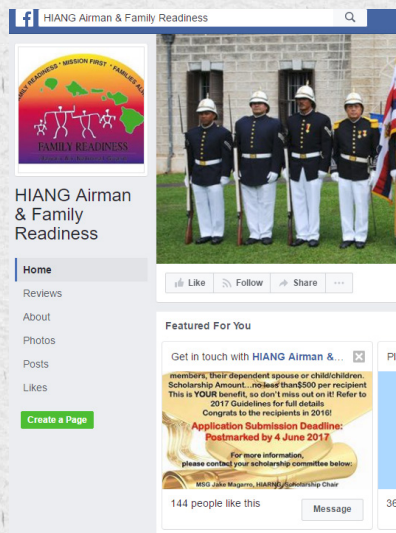 HIANG Airman & Family Readiness
FAMILY READINESS * MISSION FIRST * FAMILIES
FAMILY READINESS
HIANG Airman
& Family
Readiness
Home
Reviews
About
Photos
Posts
Likes
Create a Page
Like
Follow
Share
Featured For You
Get in touch with HIANG Airman &...
members, their dependent spouse or child/children.
Scholarship Amount...no less than$500 per recipient
This is YOUR benefit, so don't miss out on it! Refer to
2017 Guidelines for full details
Congrats to the recipients in 2016!
Application Submission Deadline:
Postmarked by 4 June 2017
For more information,
please contact your scholarship committee below:
MSG Jake Magarro, HIARNG, Scholarship Chair
144 people like this
Message
Pl
36